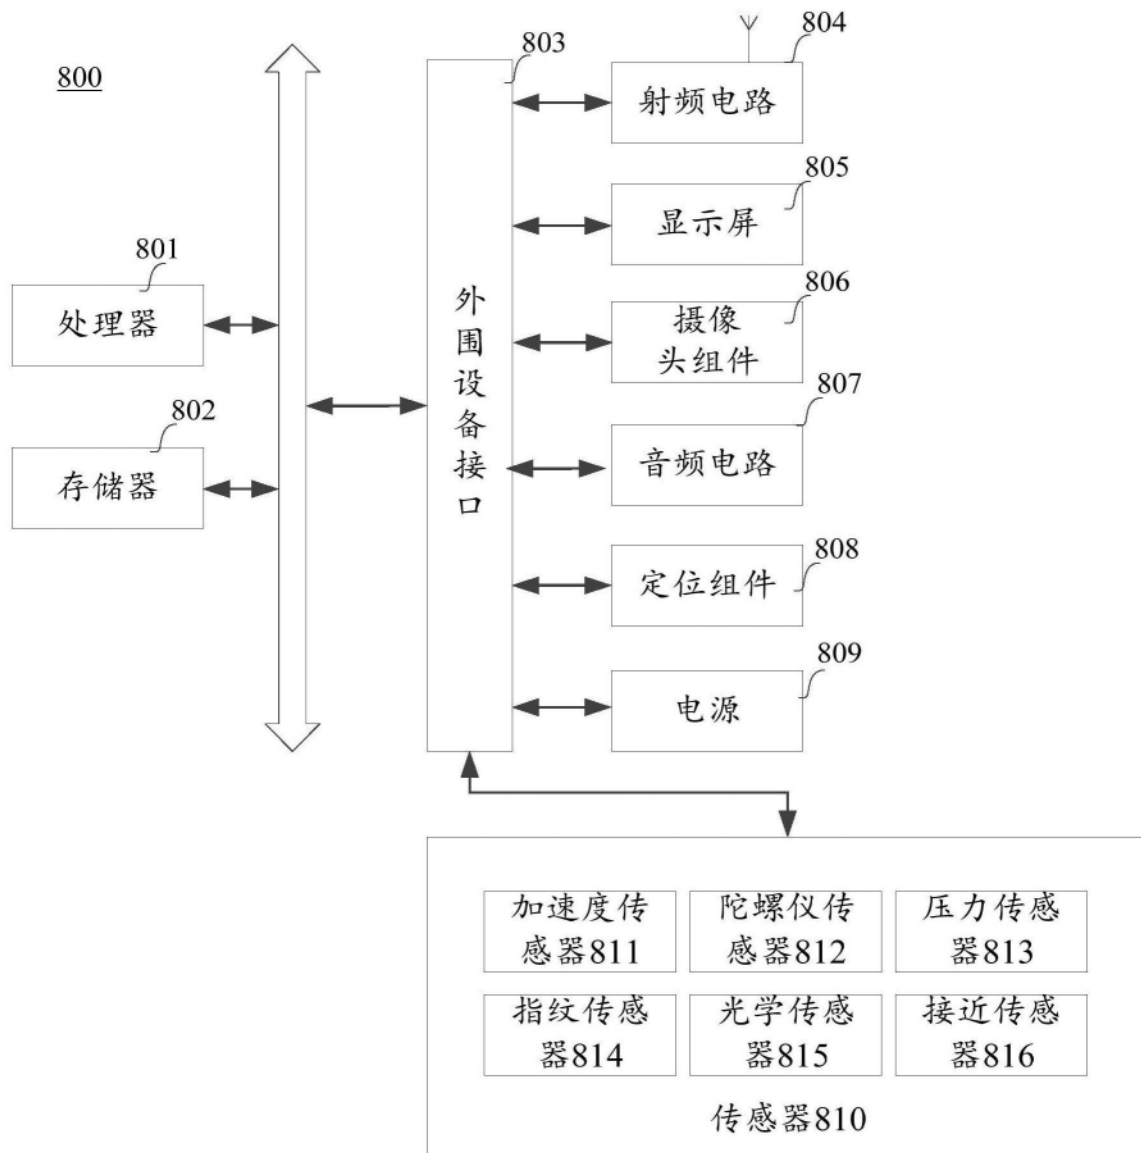 800
803
804
射频电路
805
显示屏
801
处理器
806
摄像
头组件
外
围
设
备
接
口
802
存储器
807
音频电路
808
定位组件
809
电源
加速度传
感器811
陀螺仪传
感器812
压力传感
器813
指纹传感
器814
光学传感
器815
接近传感
器816
传感器810